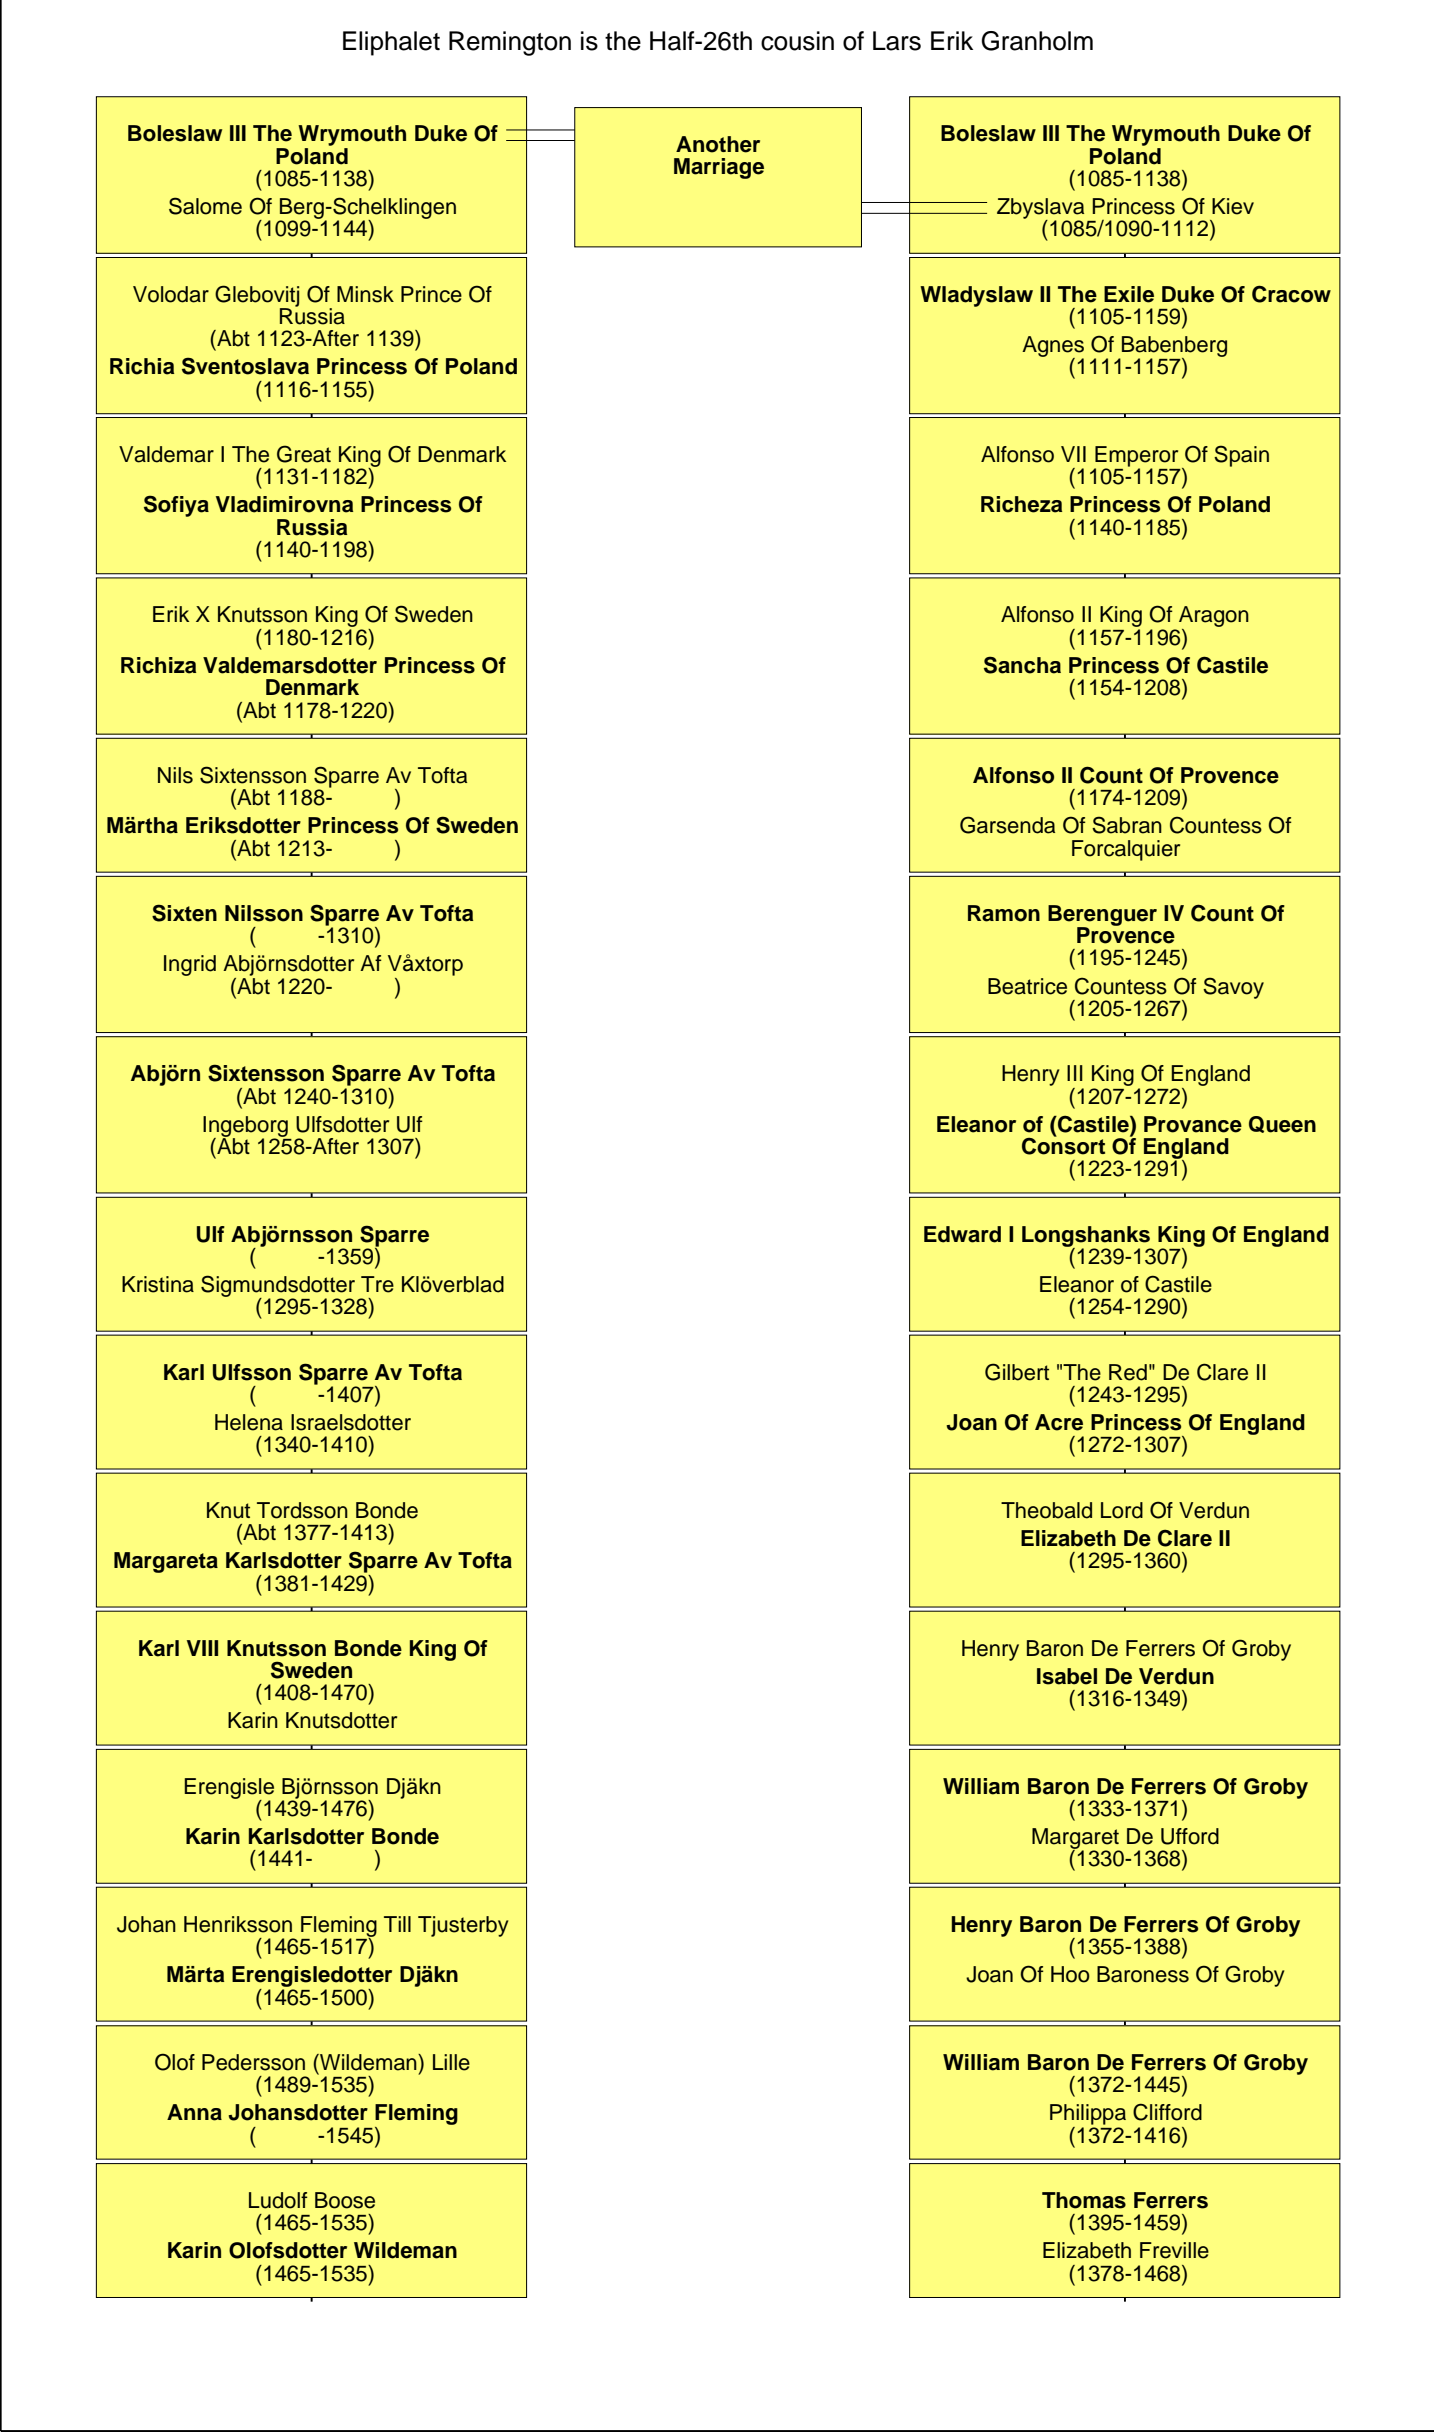 Eliphalet Remington is the Half-26th cousin of Lars Erik Granholm
Boleslaw III The Wrymouth Duke Of
Poland
(1085-1138)
Salome Of Berg-Schelklingen
(1099-1144)
Another
Marriage
Boleslaw III The Wrymouth Duke Of
Poland
(1085-1138)
Zbyslava Princess Of Kiev
(1085/1090-1112)
Volodar Glebovitj Of Minsk Prince Of
Russia
(Abt 1123-After 1139)
Richia Sventoslava Princess Of Poland
(1116-1155)
Wladyslaw II The Exile Duke Of Cracow
(1105-1159)
Agnes Of Babenberg
(1111-1157)
Valdemar I The Great King Of Denmark
(1131-1182)
Sofiya Vladimirovna Princess Of
Russia
(1140-1198)
Alfonso VII Emperor Of Spain
(1105-1157)
Richeza Princess Of Poland
(1140-1185)
Erik X Knutsson King Of Sweden
(1180-1216)
Richiza Valdemarsdotter Princess Of
Denmark
(Abt 1178-1220)
Alfonso II King Of Aragon
(1157-1196)
Sancha Princess Of Castile
(1154-1208)
Nils Sixtensson Sparre Av Tofta
(Abt 1188-          )
Märtha Eriksdotter Princess Of Sweden
(Abt 1213-          )
Alfonso II Count Of Provence
(1174-1209)
Garsenda Of Sabran Countess Of
Forcalquier
Sixten Nilsson Sparre Av Tofta
(          -1310)
Ingrid Abjörnsdotter Af Våxtorp
(Abt 1220-          )
Ramon Berenguer IV Count Of
Provence
(1195-1245)
Beatrice Countess Of Savoy
(1205-1267)
Abjörn Sixtensson Sparre Av Tofta
(Abt 1240-1310)
Ingeborg Ulfsdotter Ulf
(Abt 1258-After 1307)
Henry III King Of England
(1207-1272)
Eleanor of (Castile) Provance Queen
Consort Of England
(1223-1291)
Ulf Abjörnsson Sparre
(          -1359)
Kristina Sigmundsdotter Tre Klöverblad
(1295-1328)
Edward I Longshanks King Of England
(1239-1307)
Eleanor of Castile
(1254-1290)
Karl Ulfsson Sparre Av Tofta
(          -1407)
Helena Israelsdotter
(1340-1410)
Gilbert "The Red" De Clare II
(1243-1295)
Joan Of Acre Princess Of England
(1272-1307)
Knut Tordsson Bonde
(Abt 1377-1413)
Margareta Karlsdotter Sparre Av Tofta
(1381-1429)
Theobald Lord Of Verdun
Elizabeth De Clare II
(1295-1360)
Karl VIII Knutsson Bonde King Of
Sweden
(1408-1470)
Karin Knutsdotter
Henry Baron De Ferrers Of Groby
Isabel De Verdun
(1316-1349)
Erengisle Björnsson Djäkn
(1439-1476)
Karin Karlsdotter Bonde
(1441-          )
William Baron De Ferrers Of Groby
(1333-1371)
Margaret De Ufford
(1330-1368)
Johan Henriksson Fleming Till Tjusterby
(1465-1517)
Märta Erengisledotter Djäkn
(1465-1500)
Henry Baron De Ferrers Of Groby
(1355-1388)
Joan Of Hoo Baroness Of Groby
Olof Pedersson (Wildeman) Lille
(1489-1535)
Anna Johansdotter Fleming
(          -1545)
William Baron De Ferrers Of Groby
(1372-1445)
Philippa Clifford
(1372-1416)
Ludolf Boose
(1465-1535)
Karin Olofsdotter Wildeman
(1465-1535)
Thomas Ferrers
(1395-1459)
Elizabeth Freville
(1378-1468)